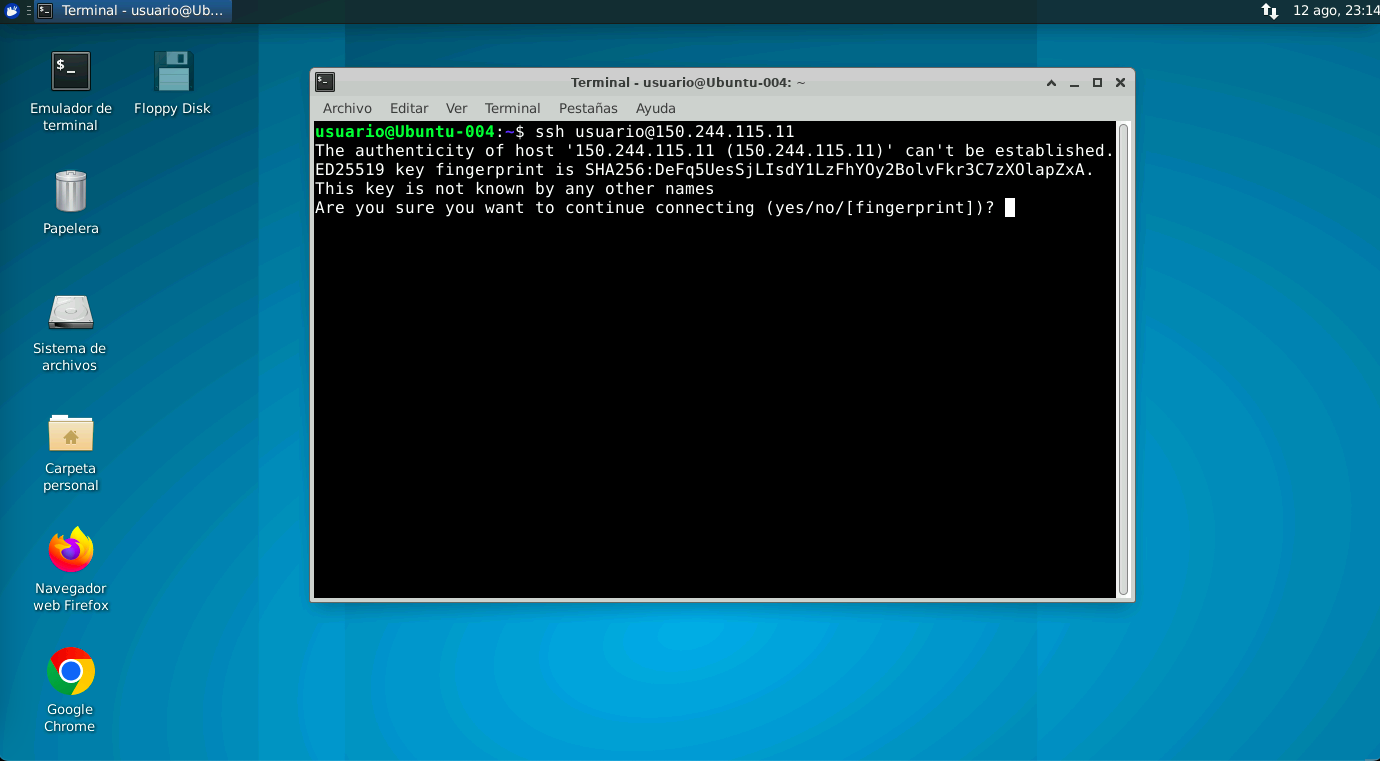 Terminal - usuario@Ub...
12 ago, 23:14
Emulador de
terminal
Floppy Disk
Papelera
Sistema de
archivos
Carpeta
personal
Navegador
web Firefox
Google
Chrome
Terminal - usuario@Ubuntu-004: ~
Archivo Editar Ver Terminal Pestañas Ayuda
usuario@Ubuntu-004:~$ ssh usuario@150.244.115.11
The authenticity of host '150.244.115.11 (150.244.115.11)' can't be established.
ED25519 key fingerprint is SHA256:DeFq5UesSjLIsdY1LzFhYOy2BolvFkr3C7zXOlapZxA.
This key is not known by any other names
Are you sure you want to continue connecting (yes/no/[fingerprint])?